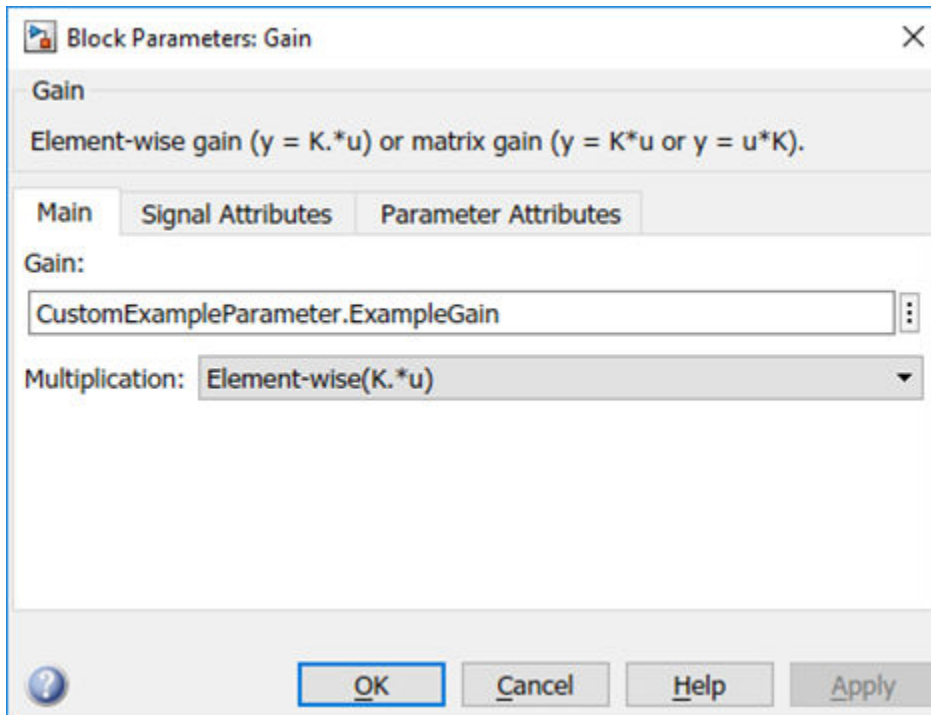 Block Parameters: Gain
Gain
Element-wise gain (y = K.*u) or matrix gain (y = K*u or y = u*K).
Main Signal Attributes Parameter Attributes
Gain:
CustomExampleParameter.ExampleGain
Multiplication: Element-wise(K.*u)
OK Cancel Help Apply